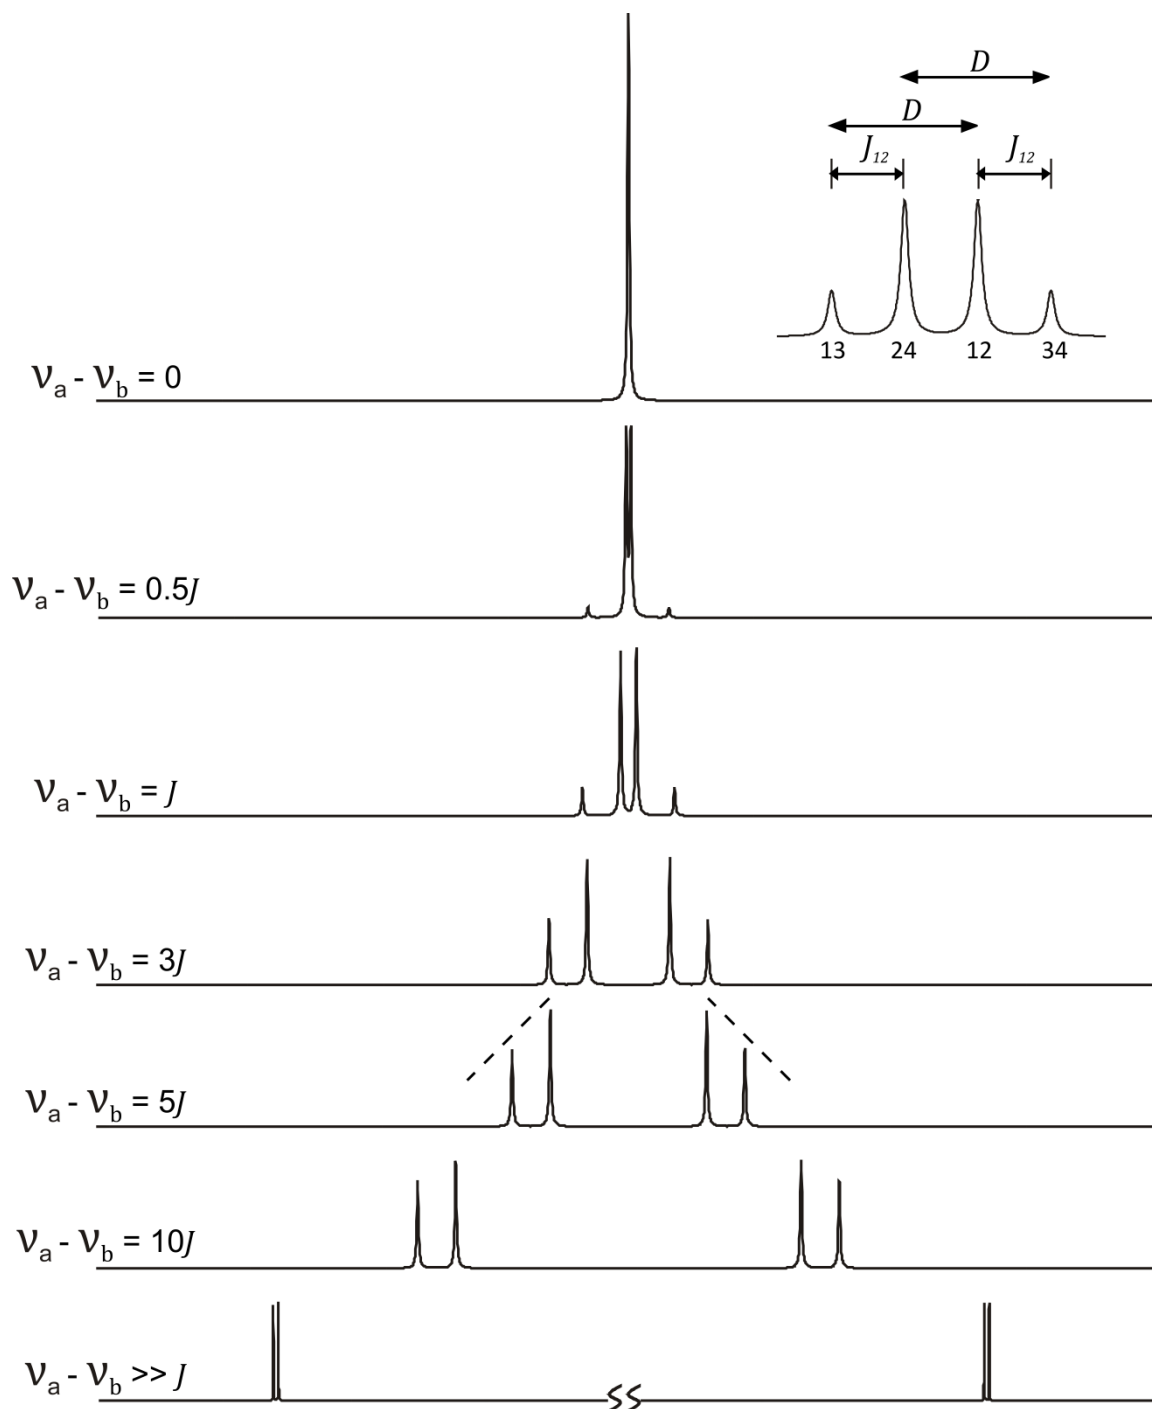 D
D
J₁₂ J₁₂
13 24 12 34
νa - νb = 0
νa - νb = 0.5J
νa - νb = J
νa - νb = 3J
νa - νb = 5J
νa - νb = 10J
νa - νb >> J